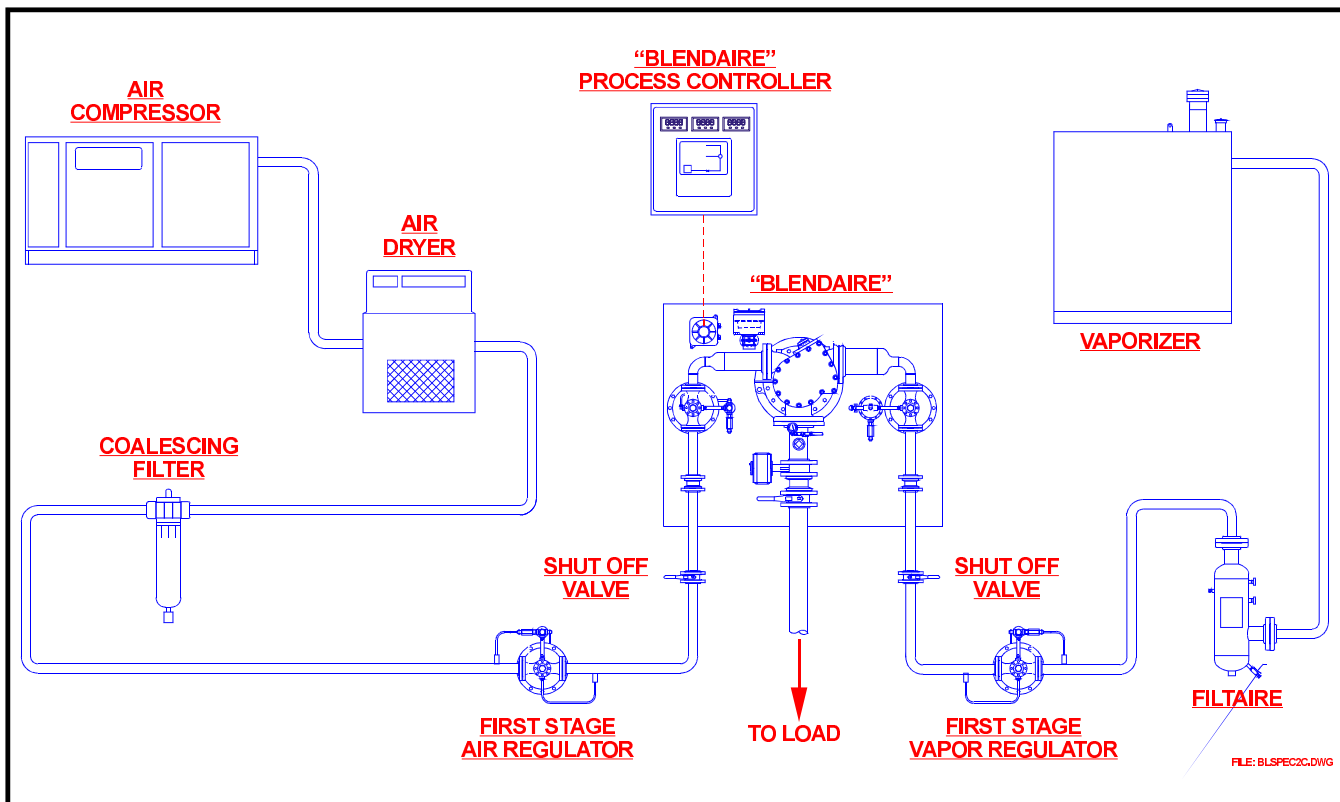 “BLENDAIRE”
PROCESS CONTROLLER
AIR
COMPRESSOR
AIR
DRYER
“BLENDAIRE”
VAPORIZER
COALESCING
FILTER
SHUT OFF
VALVE
SHUT OFF
VALVE
FIRST STAGE
AIR REGULATOR
TO LOAD
FIRST STAGE
VAPOR REGULATOR
FILTAIRE
FILE: BLSPEC2C.DWG